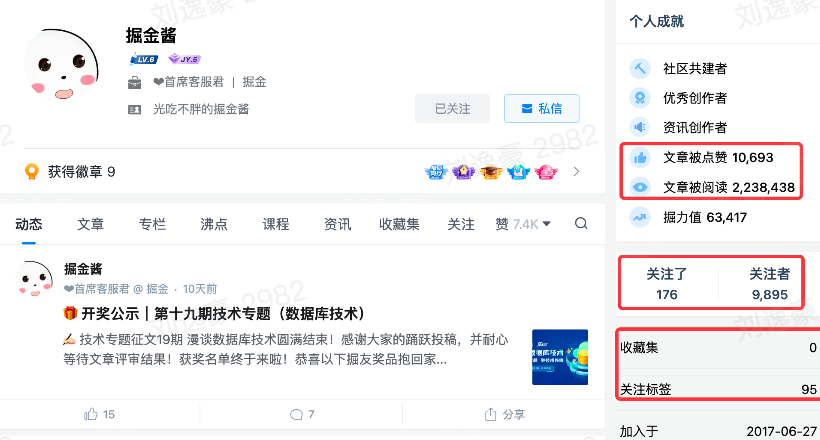 掘金酱
LV.6 JY.5
❤首席客服君 | 掘金
光吃不胖的掘金酱
已关注 私信
获得徽章 9
动态 文章 专栏 沸点 课程 资讯 收藏集 关注 赞 7.4K
掘金酱
❤首席客服君 @ 掘金 · 10天前
🎁 开奖公示｜第十九期技术专题（数据库技术）
✍🏻 技术专题征文19期 漫谈数据库技术圆满结束！感谢大家的踊跃投稿，并耐心
等待文章评审结果！获奖名单终于来啦！恭喜以下掘友奖品抱回家...
15 7 分享
个人成就
社区共建者
优秀创作者
资讯创作者
文章被点赞 10,693
文章被阅读 2,238,438
掘力值 63,417
关注了 关注者
176 9,895
收藏集 0
关注标签 95
加入于 2017-06-27
刘逸豪 2982